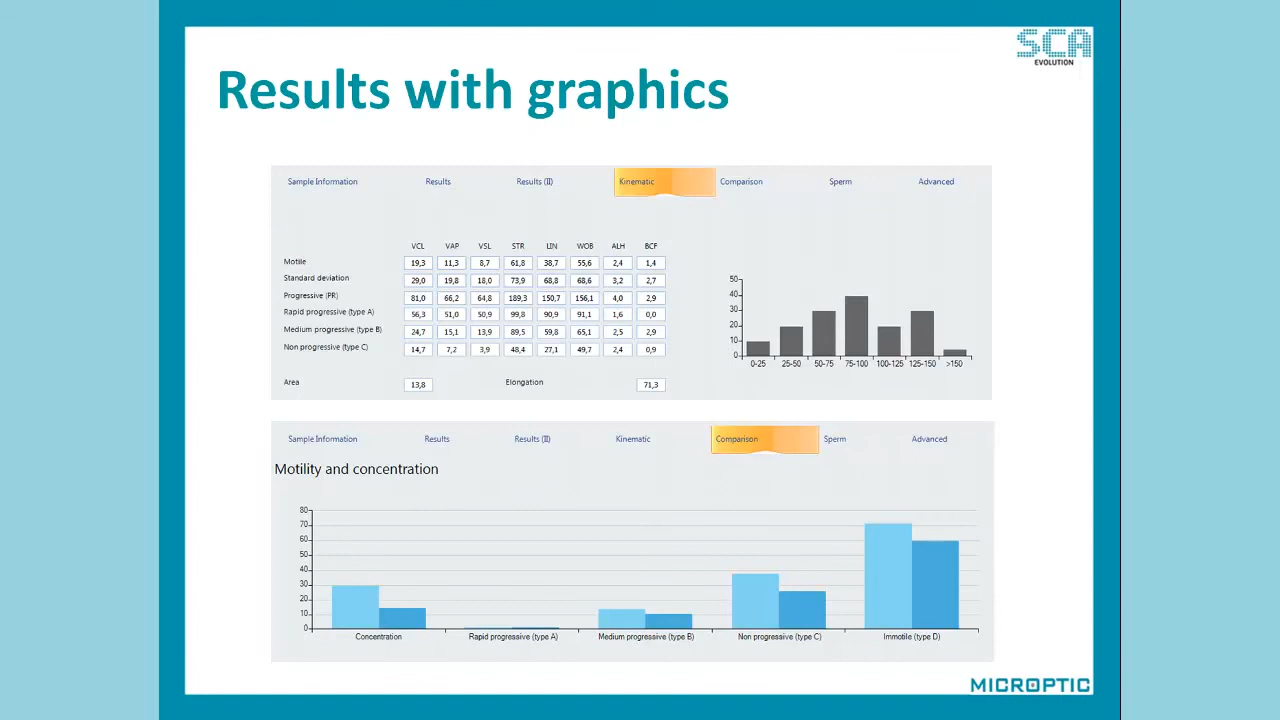 SCA
EVOLUTION
Results with graphics
Sample Information Results Results (II) Kinematic Comparison Sperm Advanced
VCL VAP VSL STR LIN WOB ALH BCF
Motile 19,3 11,3 8,7 61,8 38,7 55,6 2,4 1,4
Standard deviation 29,0 19,8 18,0 73,9 68,8 68,6 3,2 2,7
Progressive (PR) 81,0 66,2 64,8 189,3 150,7 156,1 4,0 2,9
Rapid progressive (type A) 56,3 51,0 50,9 99,8 90,9 91,1 1,6 0,0
Medium progressive (type B) 24,7 15,1 13,9 89,5 59,8 65,1 2,5 2,9
Non progressive (type C) 14,7 7,2 3,9 48,4 27,1 49,7 2,4 0,9
Area 13,8 Elongation 71,3
50
40
30
20
10
0
0-25 25-50 50-75 75-100 100-125 125-150 >150
Sample Information Results Results (II) Kinematic Comparison Sperm Advanced
Motility and concentration
80
70
60
50
40
30
20
10
0
Concentration Rapid progressive (type A) Medium progressive (type B) Non progressive (type C) Immotile (type D)
MICROPTIC